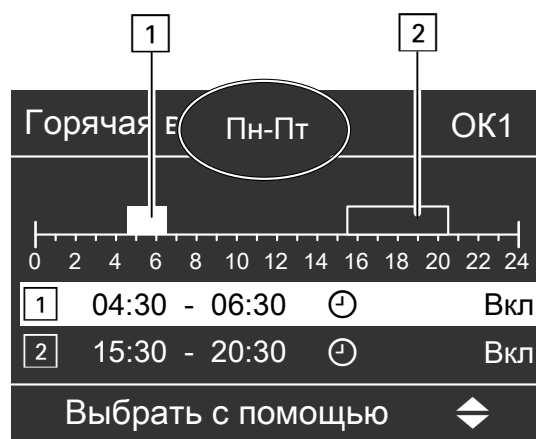 1 2
Горячая в Пн-Пт ОК1
0 2 4 6 8 10 12 14 16 18 20 22 24
1 04:30 - 06:30 Вкл
2 15:30 - 20:30 Вкл
Выбрать с помощью